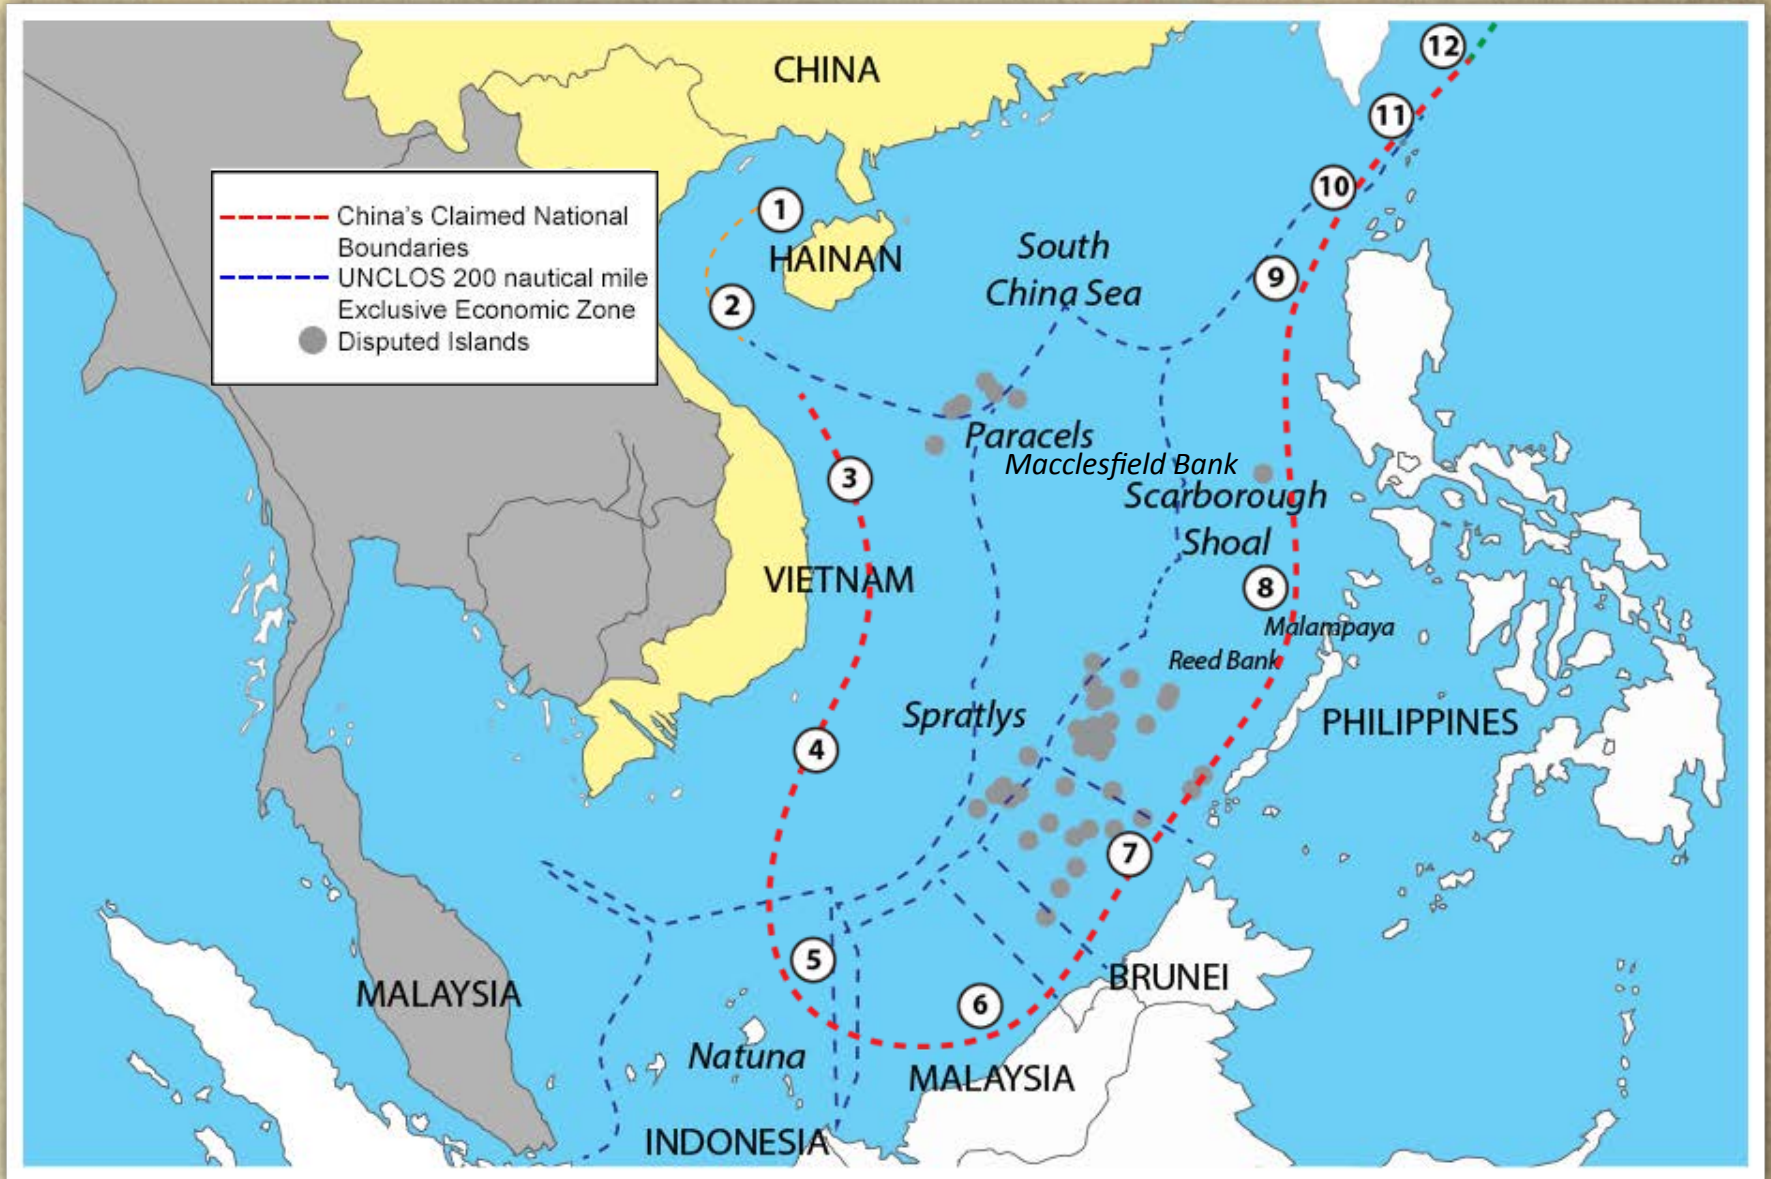 CHINA
12
11
China's Claimed National
Boundaries
UNCLOS 200 nautical mile
Exclusive Economic Zone
Disputed Islands
1
10
HAINAN
South
China Sea
9
2
Paracels
Macclesfield Bank
3
Scarborough
Shoal
VIETNAM
8
Malampaya
Reed Bank
Spratlys
PHILIPPINES
4
7
5
MALAYSIA
BRUNEI
6
Natuna
MALAYSIA
INDONESIA